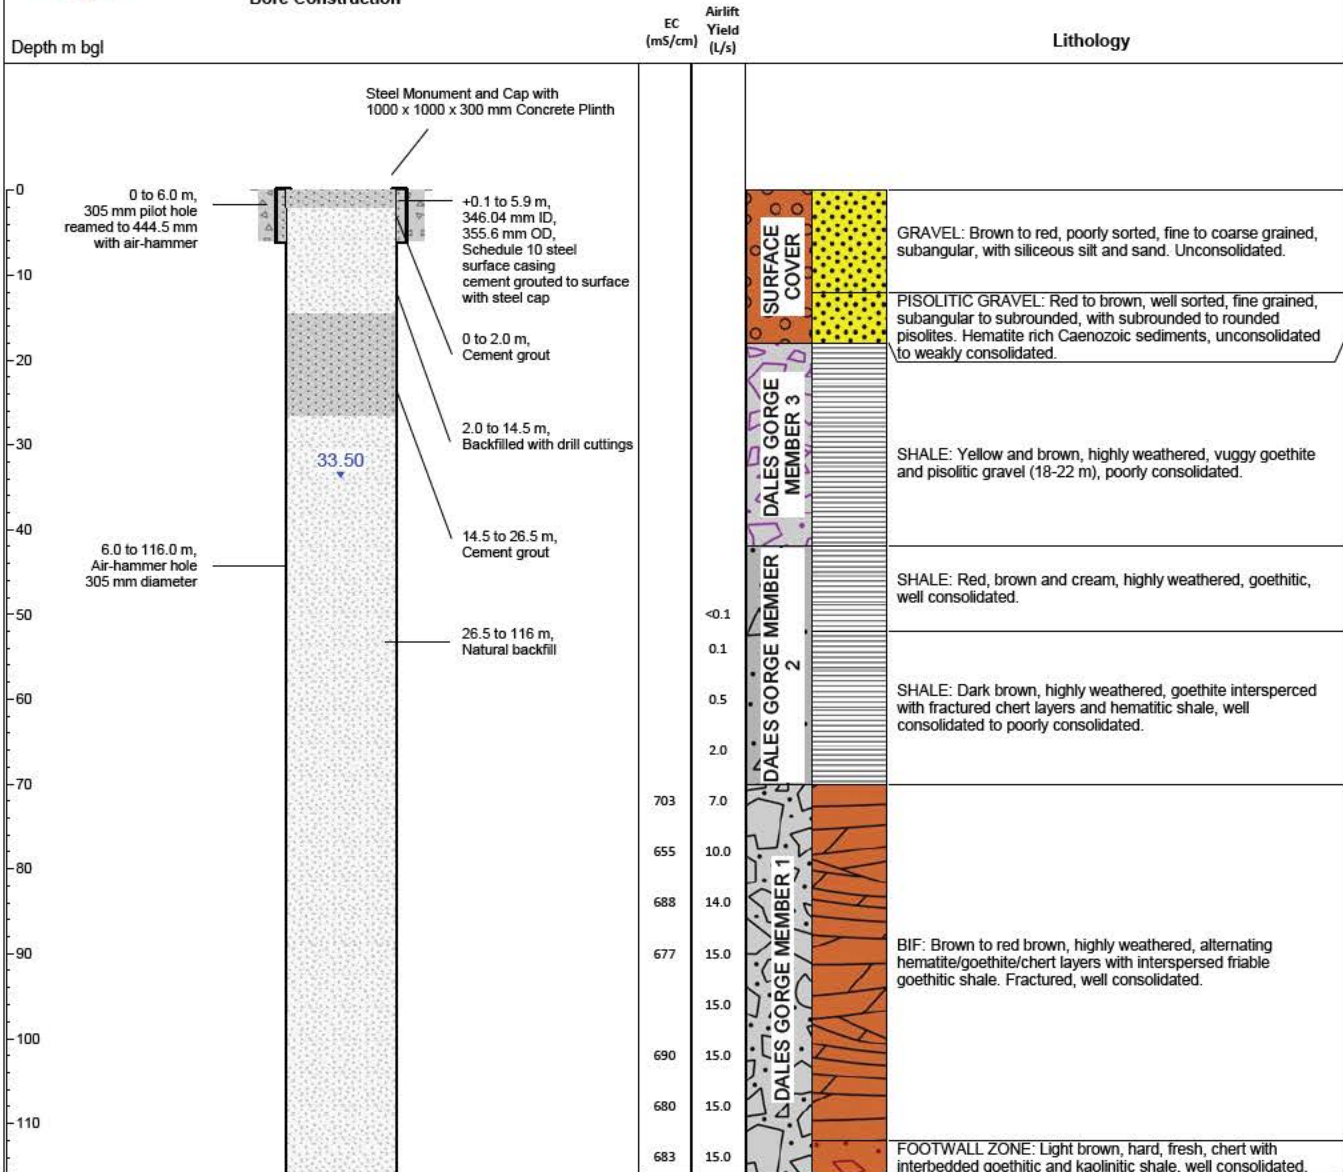 Bore Construction
EC
(mS/cm)
Airlift
Yield
(L/s)
Lithology
Depth m bgl
Steel Monument and Cap with
1000 x 1000 x 300 mm Concrete Plinth
0
10
20
30
40
50
60
70
80
90
100
110
0 to 6.0 m,
305 mm pilot hole
reamed to 444.5 mm
with air-hammer
6.0 to 116.0 m,
Air-hammer hole
305 mm diameter
33.50
+0.1 to 5.9 m,
346.04 mm ID,
355.6 mm OD,
Schedule 10 steel
surface casing
cement grouted to surface
with steel cap
0 to 2.0 m,
Cement grout
2.0 to 14.5 m,
Backfilled with drill cuttings
14.5 to 26.5 m,
Cement grout
26.5 to 116 m,
Natural backfill
<0.1
0.1
0.5
2.0
703 7.0
655 10.0
688 14.0
677 15.0
15.0
690 15.0
680 15.0
683 15.0
SURFACE
COVER
DALES GORGE
MEMBER 3
DALES GORGE MEMBER
2
DALES GORGE MEMBER 1
GRAVEL: Brown to red, poorly sorted, fine to coarse grained,
subangular, with siliceous silt and sand. Unconsolidated.
PISOLITIC GRAVEL: Red to brown, well sorted, fine grained,
subangular to subrounded, with subrounded to rounded
pisolites. Hematite rich Caenozoic sediments, unconsolidated
to weakly consolidated.
SHALE: Yellow and brown, highly weathered, vuggy goethite
and pisolitic gravel (18-22 m), poorly consolidated.
SHALE: Red, brown and cream, highly weathered, goethitic,
well consolidated.
SHALE: Dark brown, highly weathered, goethite intersperced
with fractured chert layers and hematitic shale, well
consolidated to poorly consolidated.
BIF: Brown to red brown, highly weathered, alternating
hematite/goethite/chert layers with interspersed friable
goethitic shale. Fractured, well consolidated.
FOOTWALL ZONE: Light brown, hard, fresh, chert with
interbedded goethitic and kaolinitic shale, well consolidated.